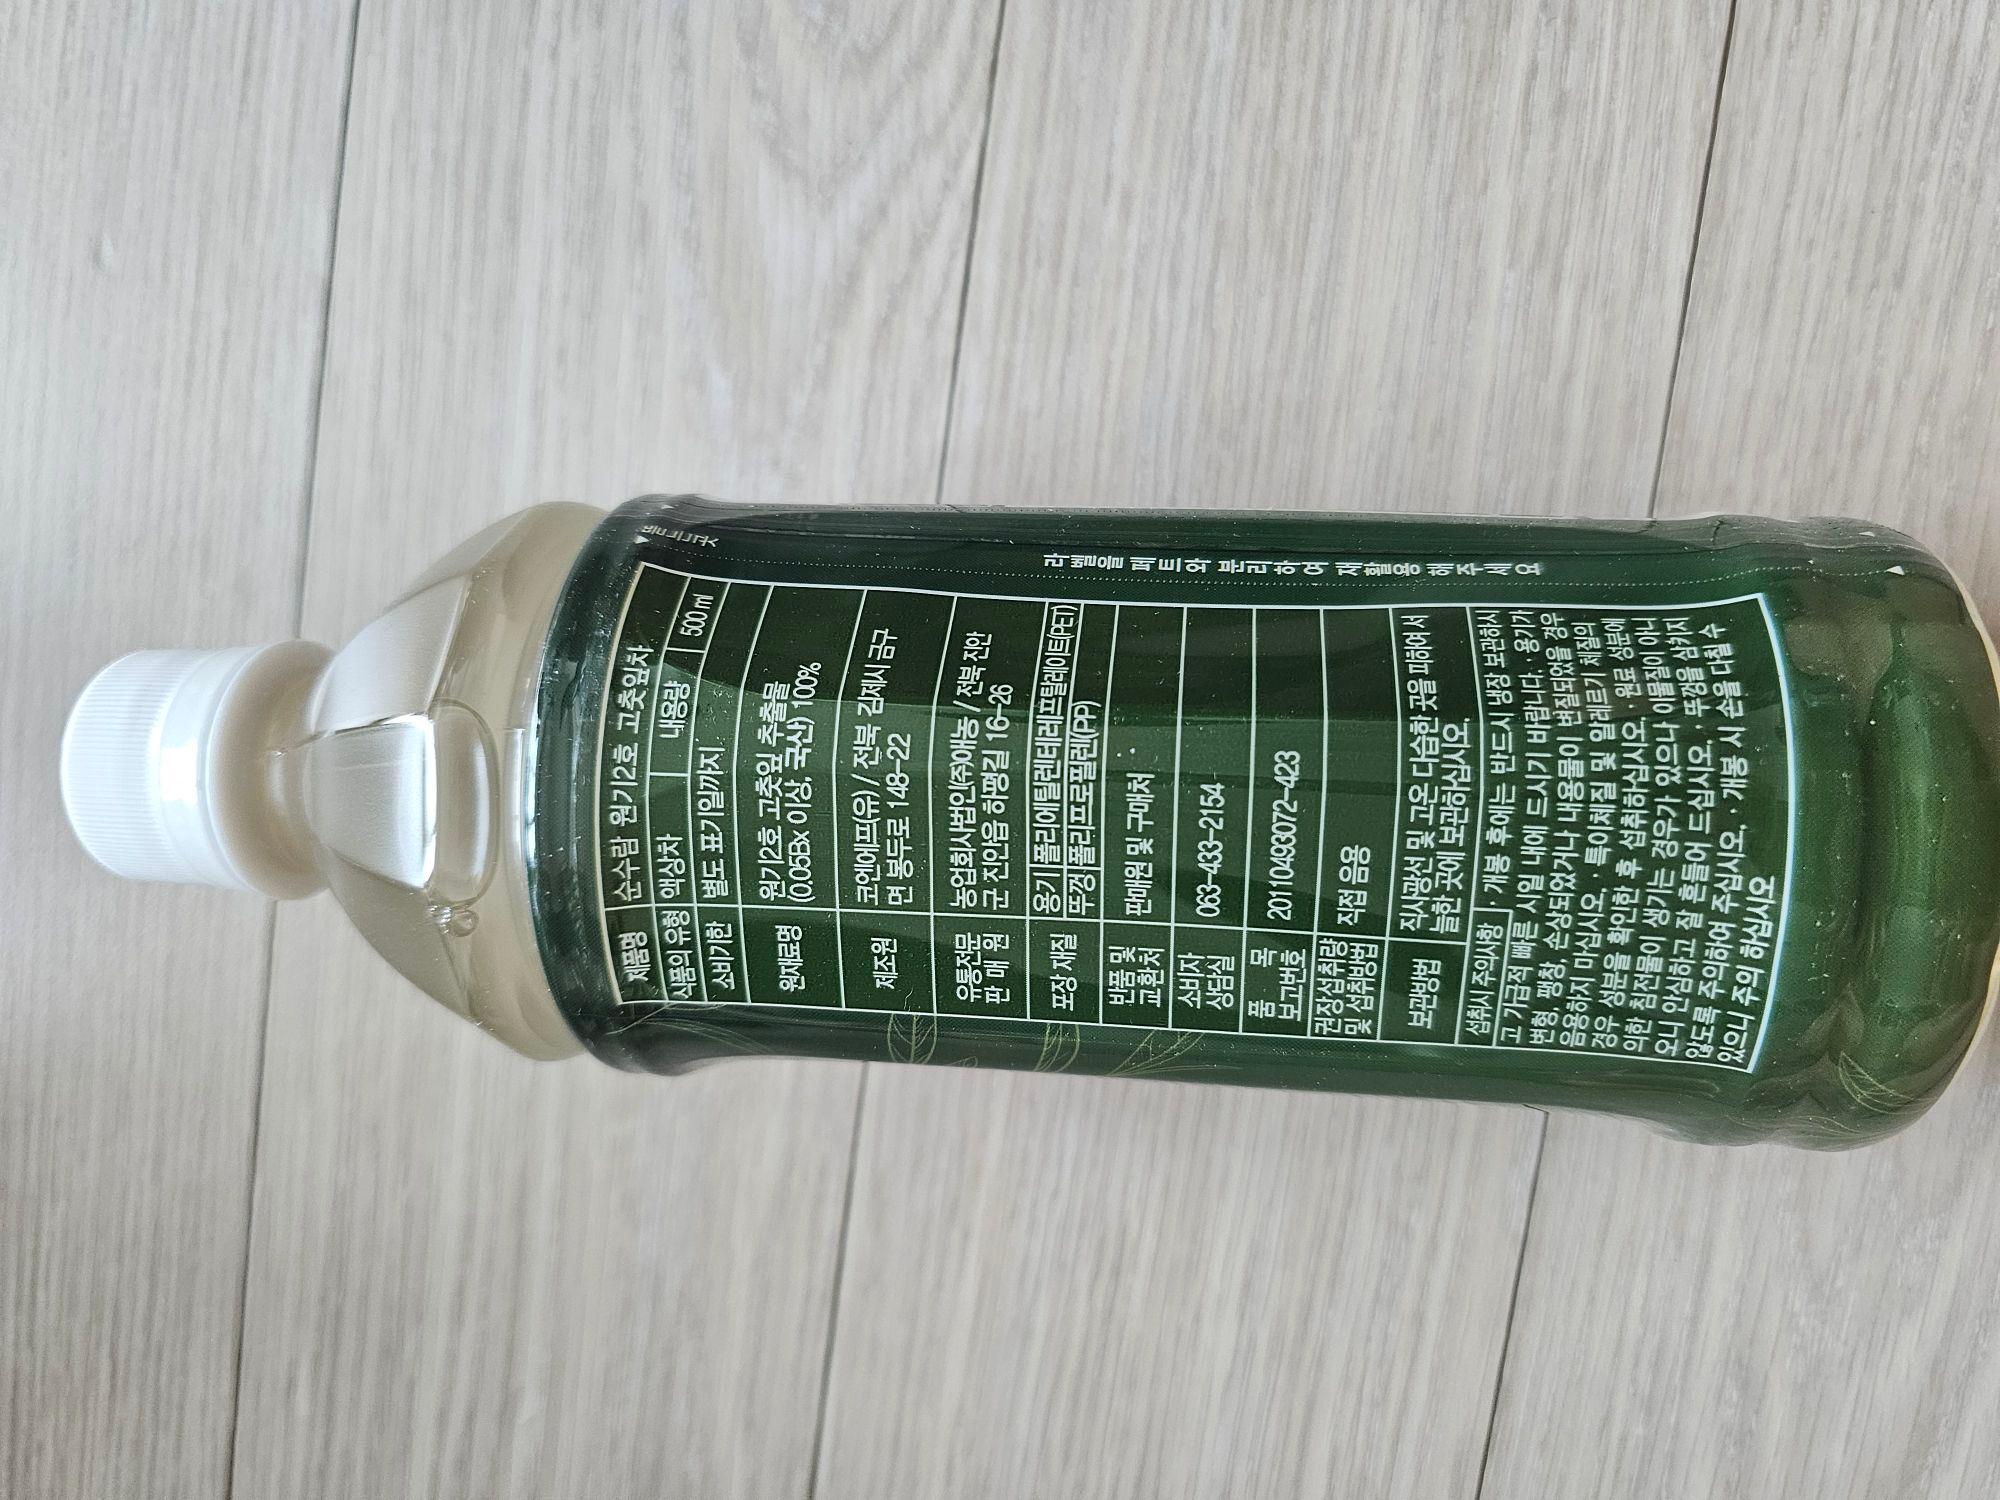 제품명 순수람 원기2호 고춧잎차
식품의 유형 액상차 내용량 500㎖
소비기한 별도 표기일까지
원재료명 원기2호 고춧잎 추출물
(0.05Bx 이상, 국산) 100%
제조원 코엔에프(유) / 전북 김제시 금구
면 봉두로 148-22
유통전문
판 매 원 농업회사법인(주)애농 / 전북 진안
군 진안읍 하평길 16-26
포장 재질 용기 폴리에틸렌테레프탈레이트(PET)
뚜껑 폴리프로필렌(PP)
반품 및
교환처 판매원 및 구매처
소비자
상담실 063-433-2154
품 목
보고번호 20110493072-423
권장섭취량
및 섭취방법 직접 음용
보관방법 직사광선 및 고온 다습한 곳을 피하여 서
늘한 곳에 보관하십시오.
섭취시 주의사항 · 개봉 후에는 반드시 냉장 보관하시
고 가급적 빠른 시일 내에 드시기 바랍니다. · 용기가
변형, 팽창, 손상되었거나 내용물이 변질되었을 경우
음용하지 마십시오. · 특이체질 및 알레르기 체질의
경우 성분을 확인한 후 섭취하십시오. · 원료 성분에
의한 침전물이 생기는 경우가 있으나 이물질이 아니
오니 안심하고 잘 흔들어 드십시오. · 뚜껑을 삼키지
않도록 주의하여 주십시오. · 개봉 시 손을 다칠 수
있으니 주의 하십시오
라벨을 페트와 분리하여 재활용 해주세요